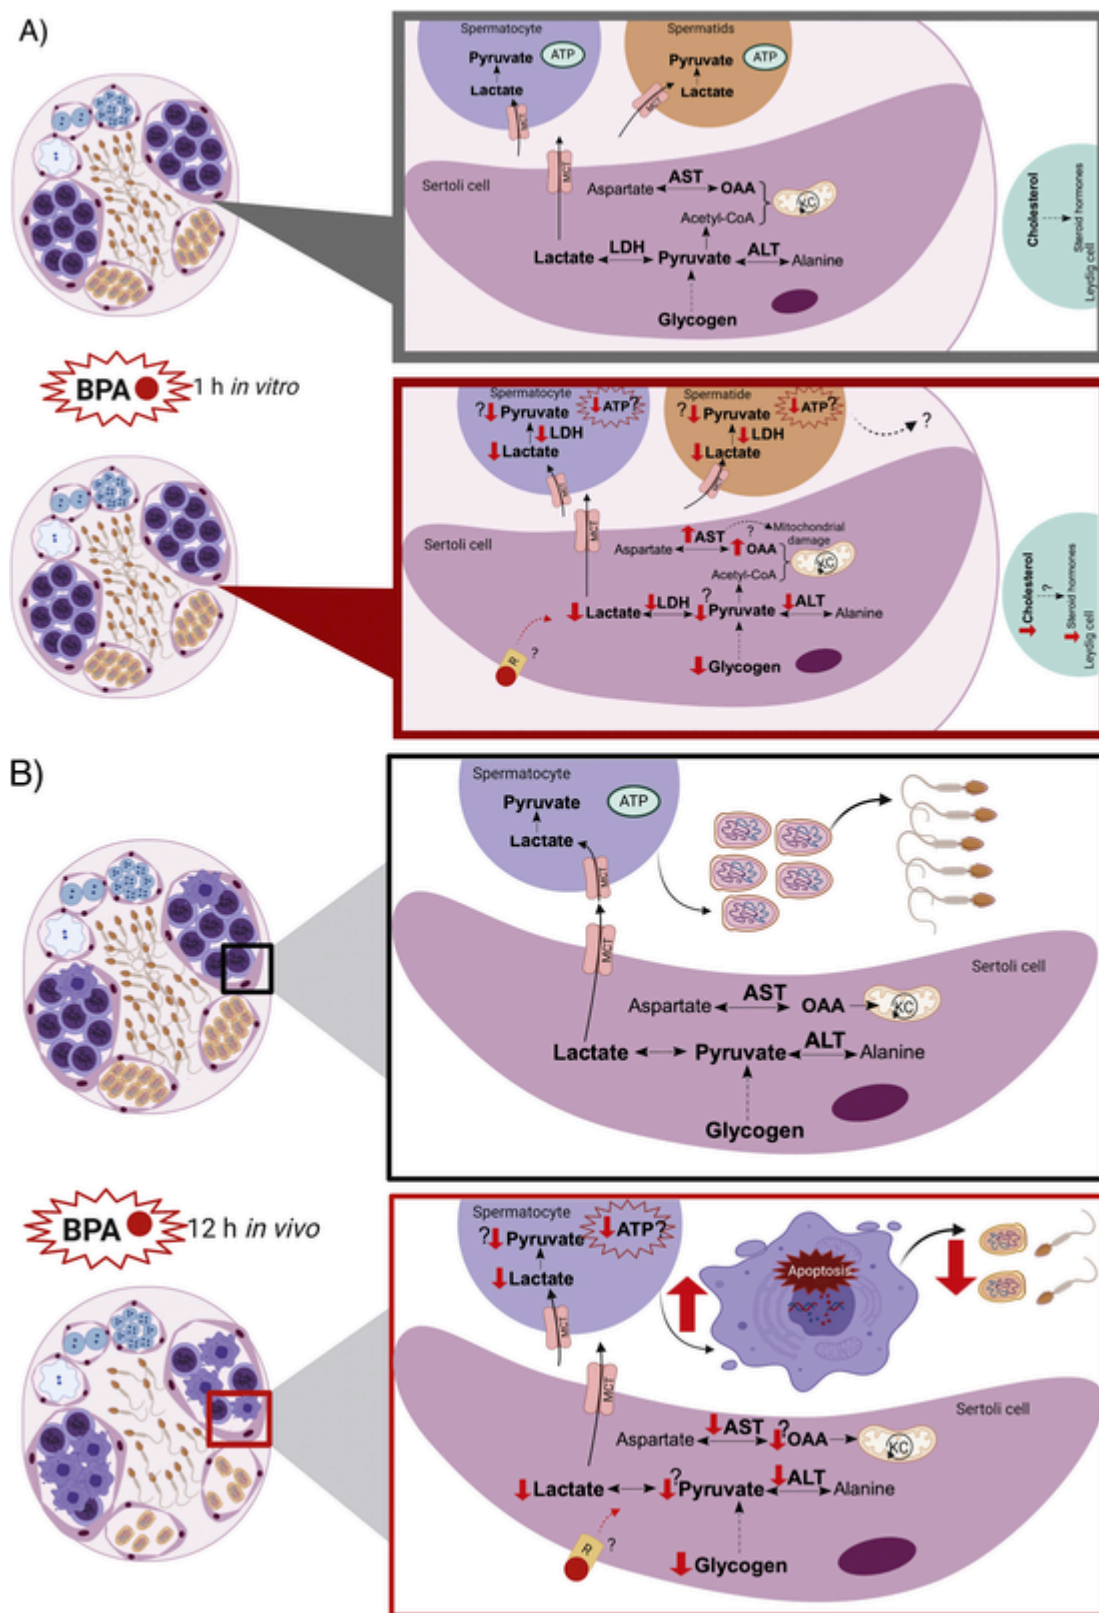 A)
Spermatocyte
Pyruvate
ATP
Lactate
MCT
Spermatids
Pyruvate
ATP
Lactate
MCT
MCT
Sertoli cell
Aspartate
AST
OAA
KC
Acetyl-CoA
Lactate
LDH
Pyruvate
ALT
Alanine
Glycogen
Cholesterol
Steroid hormones
Leydig cell
BPA
1 h in vitro
Spermatocyte
? Pyruvate
ATP?
LDH
Lactate
MCT
Spermatide
? Pyruvate
ATP?
LDH
Lactate
MCT
?
MCT
Sertoli cell
AST
?
Mitochondrial
damage
Aspartate
OAA
KC
Acetyl-CoA
Lactate
LDH
?
Pyruvate
ALT
Alanine
R
?
Glycogen
Cholesterol
?
Steroid hormones
Leydig cell
B)
Spermatocyte
Pyruvate
ATP
Lactate
MCT
MCT
Sertoli cell
Aspartate
AST
OAA
KC
Lactate
Pyruvate
ALT
Alanine
Glycogen
BPA
12 h in vivo
Spermatocyte
? Pyruvate
ATP?
Lactate
MCT
Apoptosis
MCT
Sertoli cell
Aspartate
AST
?
OAA
KC
Lactate
?
Pyruvate
ALT
Alanine
R
?
Glycogen